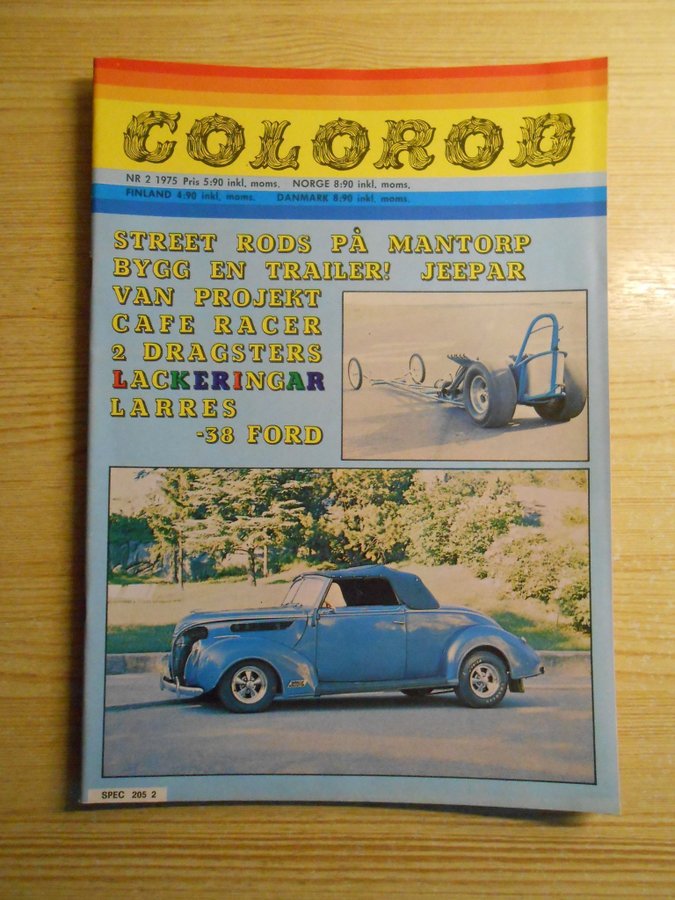 COLOROD
NR 2 1975 Pris 5:90 inkl. moms. NORGE 8:90 inkl. moms.
FINLAND 4:90 inkl. moms. DANMARK 8:90 inkl. moms.
STREET RODS PÅ MANTORP
BYGG EN TRAILER! JEEPAR
VAN PROJEKT
CAFE RACER
2 DRAGSTERS
LACKERINGAR
LARRES
-38 FORD
SPEC 205 2